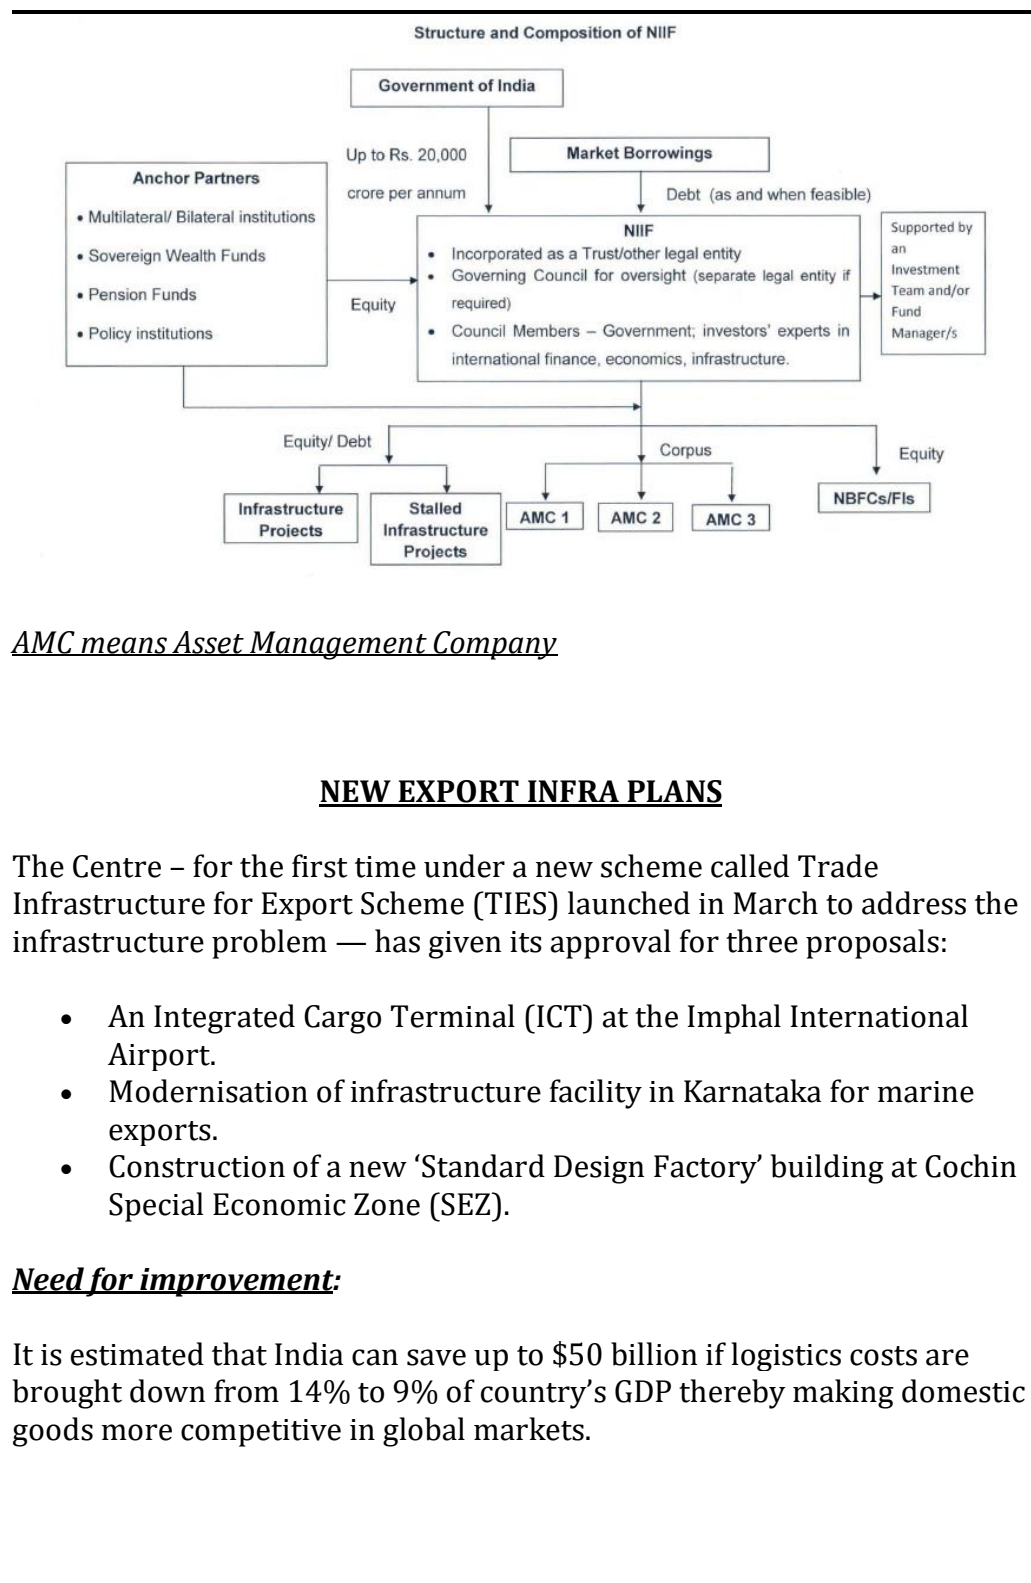 Structure and Composition of NIIF
Government of India
Up to Rs. 20,000
crore per annum
Market Borrowings
Debt (as and when feasible)
Anchor Partners
• Multilateral/ Bilateral institutions
• Sovereign Wealth Funds
• Pension Funds
• Policy institutions
Equity
NIIF
• Incorporated as a Trust/other legal entity
• Governing Council for oversight (separate legal entity if
required)
• Council Members – Government; investors' experts in
international finance, economics, infrastructure.
Supported by
an
Investment
Team and/or
Fund
Manager/s
Equity/ Debt
Corpus
Equity
Infrastructure
Projects
Stalled
Infrastructure
Projects
AMC 1
AMC 2
AMC 3
NBFCs/FIs
AMC means Asset Management Company
NEW EXPORT INFRA PLANS
The Centre – for the first time under a new scheme called Trade
Infrastructure for Export Scheme (TIES) launched in March to address the
infrastructure problem — has given its approval for three proposals:
• An Integrated Cargo Terminal (ICT) at the Imphal International
Airport.
• Modernisation of infrastructure facility in Karnataka for marine
exports.
• Construction of a new ‘Standard Design Factory’ building at Cochin
Special Economic Zone (SEZ).
Need for improvement:
It is estimated that India can save up to $50 billion if logistics costs are
brought down from 14% to 9% of country’s GDP thereby making domestic
goods more competitive in global markets.